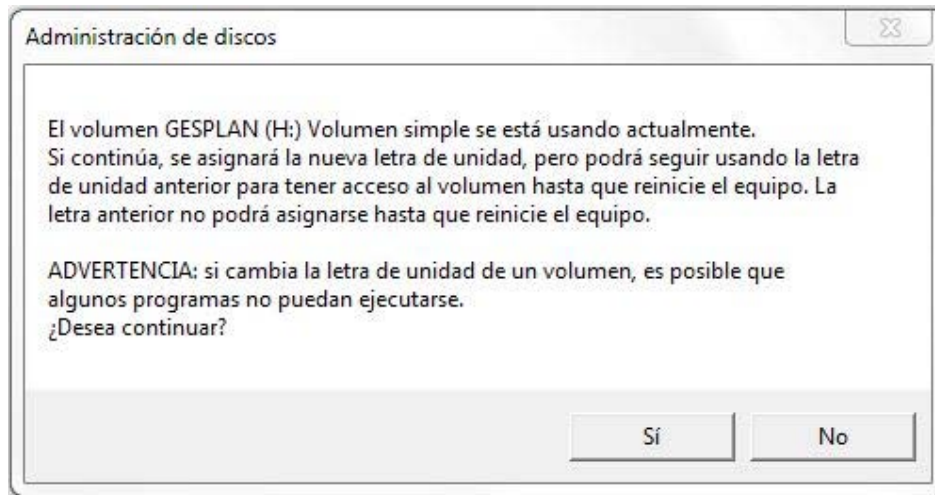 Administración de discos
El volumen GESPLAN (H:) Volumen simple se está usando actualmente.
Si continúa, se asignará la nueva letra de unidad, pero podrá seguir usando la letra
de unidad anterior para tener acceso al volumen hasta que reinicie el equipo. La
letra anterior no podrá asignarse hasta que reinicie el equipo.
ADVERTENCIA: si cambia la letra de unidad de un volumen, es posible que
algunos programas no puedan ejecutarse.
¿Desea continuar?
Sí
No